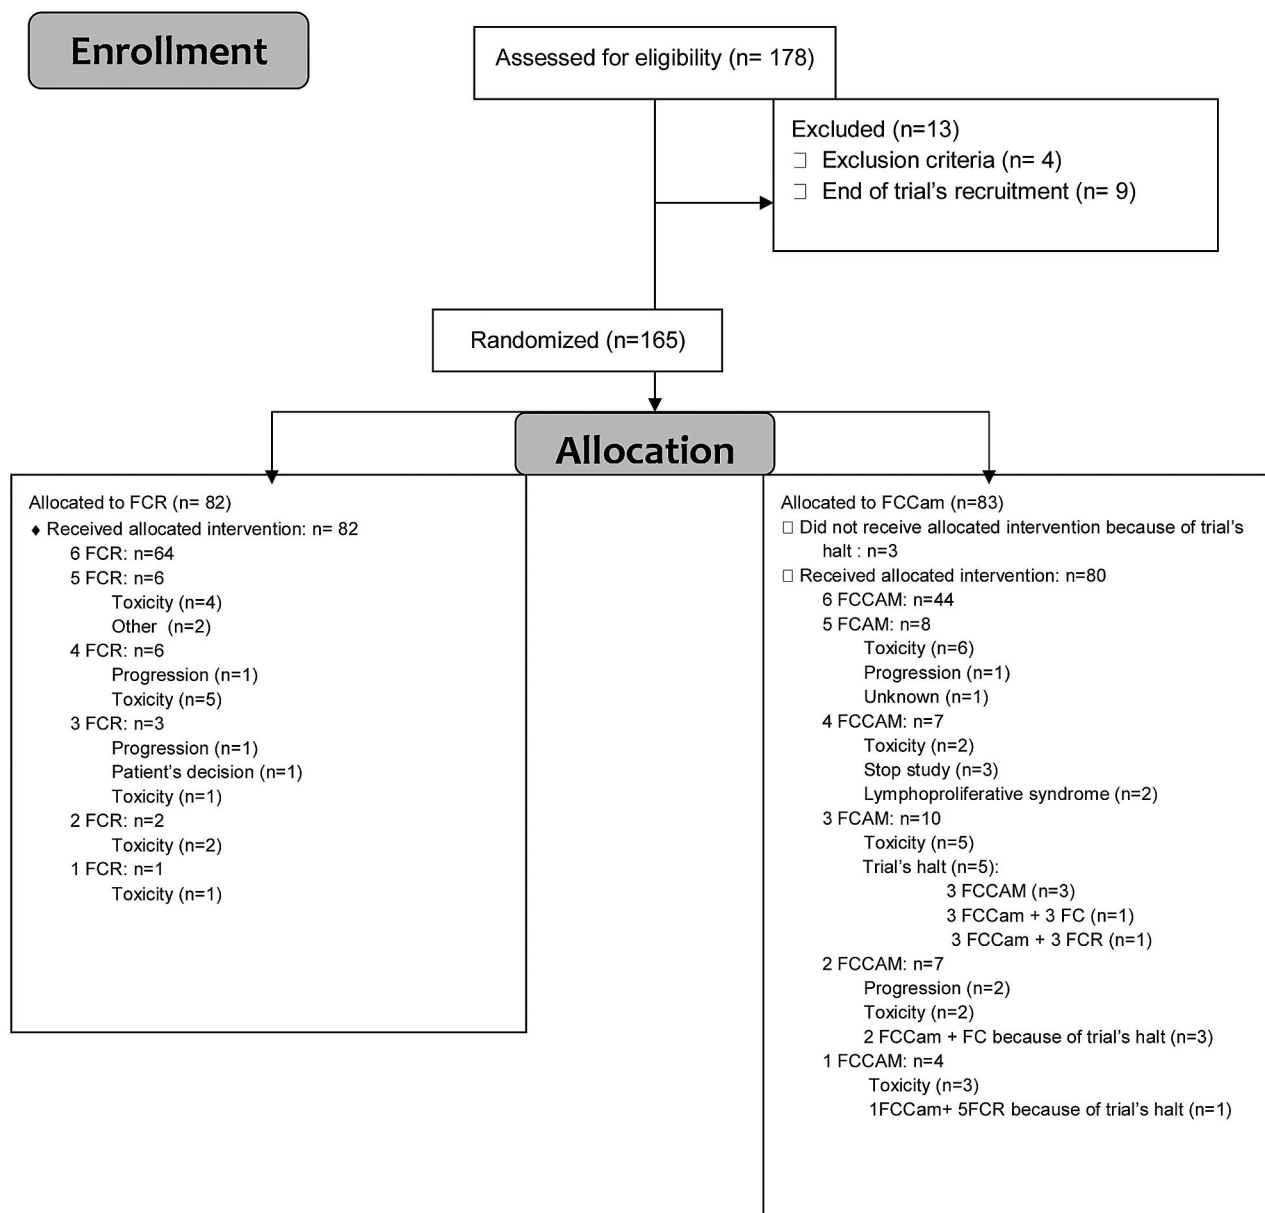 Enrollment
Assessed for eligibility (n= 178)
Excluded (n=13)
□ Exclusion criteria (n= 4)
□ End of trial's recruitment (n= 9)
Randomized (n=165)
Allocation
Allocated to FCR (n= 82)
♦ Received allocated intervention: n= 82
6 FCR: n=64
5 FCR: n=6
Toxicity (n=4)
Other (n=2)
4 FCR: n=6
Progression (n=1)
Toxicity (n=5)
3 FCR: n=3
Progression (n=1)
Patient's decision (n=1)
Toxicity (n=1)
2 FCR: n=2
Toxicity (n=2)
1 FCR: n=1
Toxicity (n=1)
Allocated to FCCam (n=83)
□ Did not receive allocated intervention because of trial's
halt : n=3
□ Received allocated intervention: n=80
6 FCCAM: n=44
5 FCAM: n=8
Toxicity (n=6)
Progression (n=1)
Unknown (n=1)
4 FCCAM: n=7
Toxicity (n=2)
Stop study (n=3)
Lymphoproliferative syndrome (n=2)
3 FCAM: n=10
Toxicity (n=5)
Trial's halt (n=5):
3 FCCAM (n=3)
3 FCCam + 3 FC (n=1)
3 FCCam + 3 FCR (n=1)
2 FCCAM: n=7
Progression (n=2)
Toxicity (n=2)
2 FCCam + FC because of trial's halt (n=3)
1 FCCAM: n=4
Toxicity (n=3)
1FCCam+ 5FCR because of trial's halt (n=1)